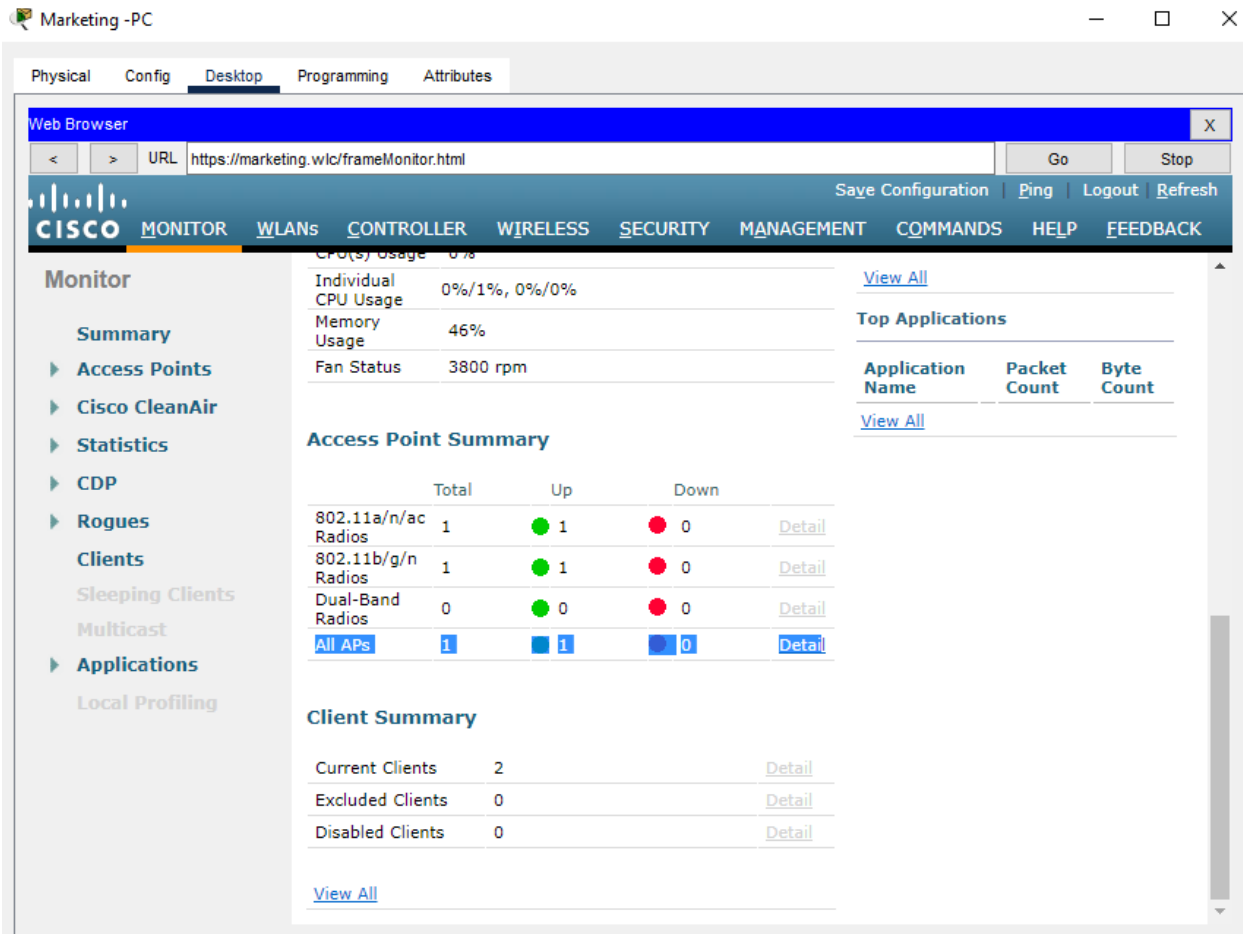 Marketing -PC
Physical Config Desktop Programming Attributes
Web Browser X
< > URL https://marketing.wlc/frameMonitor.html Go Stop
Save Configuration | Ping | Logout | Refresh
CISCO MONITOR WLANs CONTROLLER WIRELESS SECURITY MANAGEMENT COMMANDS HELP FEEDBACK
Monitor
Summary
Access Points
Cisco CleanAir
Statistics
CDP
Rogues
Clients
Sleeping Clients
Multicast
Applications
Local Profiling
CPU(s) Usage 0%
Individual
CPU Usage 0%/1%, 0%/0%
Memory
Usage 46%
Fan Status 3800 rpm
Access Point Summary
Total Up Down
802.11a/n/ac
Radios 1 1 0 Detail
802.11b/g/n
Radios 1 1 0 Detail
Dual-Band
Radios 0 0 0 Detail
All APs 1 1 0 Detail
Client Summary
Current Clients 2 Detail
Excluded Clients 0 Detail
Disabled Clients 0 Detail
View All
View All
Top Applications
Application Packet Byte
Name Count Count
View All